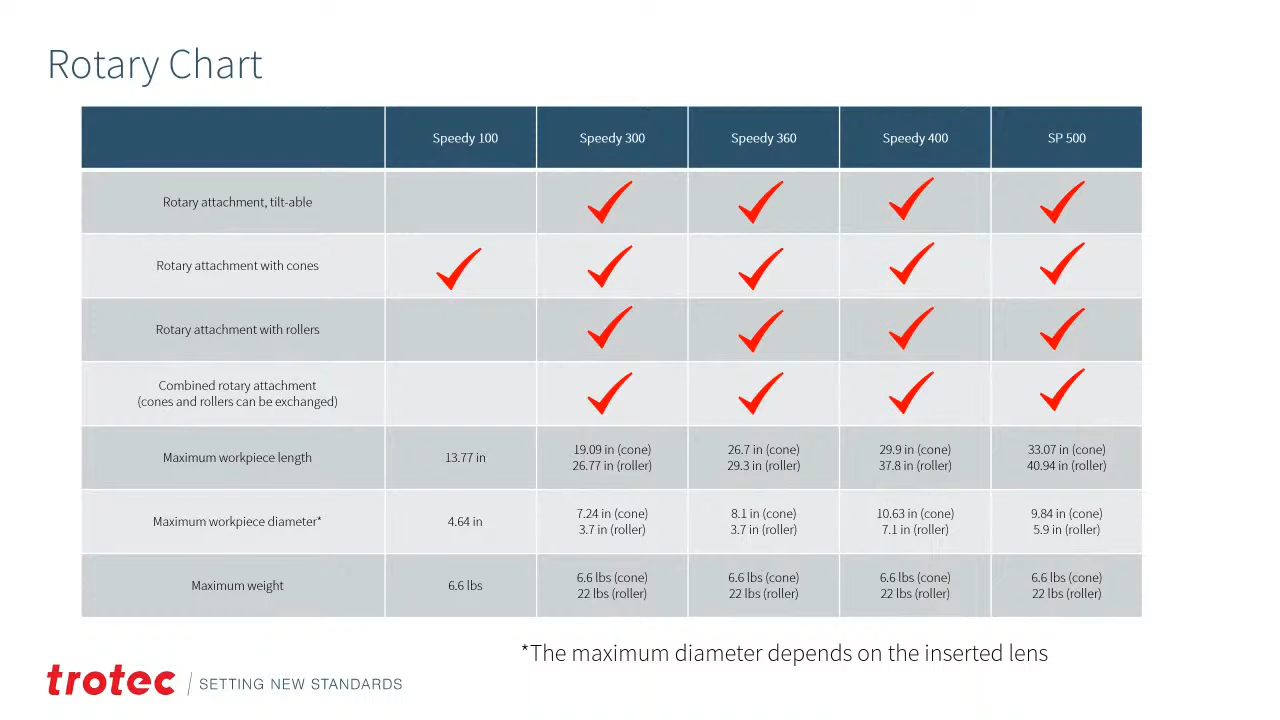 Rotary Chart
Speedy 100 Speedy 300 Speedy 360 Speedy 400 SP 500
Rotary attachment, tilt-able
Rotary attachment with cones
Rotary attachment with rollers
Combined rotary attachment
(cones and rollers can be exchanged)
Maximum workpiece length 13.77 in 19.09 in (cone) 26.7 in (cone) 29.9 in (cone) 33.07 in (cone)
26.77 in (roller) 29.3 in (roller) 37.8 in (roller) 40.94 in (roller)
Maximum workpiece diameter* 4.64 in 7.24 in (cone) 8.1 in (cone) 10.63 in (cone) 9.84 in (cone)
3.7 in (roller) 3.7 in (roller) 7.1 in (roller) 5.9 in (roller)
Maximum weight 6.6 lbs 6.6 lbs (cone) 6.6 lbs (cone) 6.6 lbs (cone) 6.6 lbs (cone)
22 lbs (roller) 22 lbs (roller) 22 lbs (roller) 22 lbs (roller)
*The maximum diameter depends on the inserted lens
trotec / SETTING NEW STANDARDS